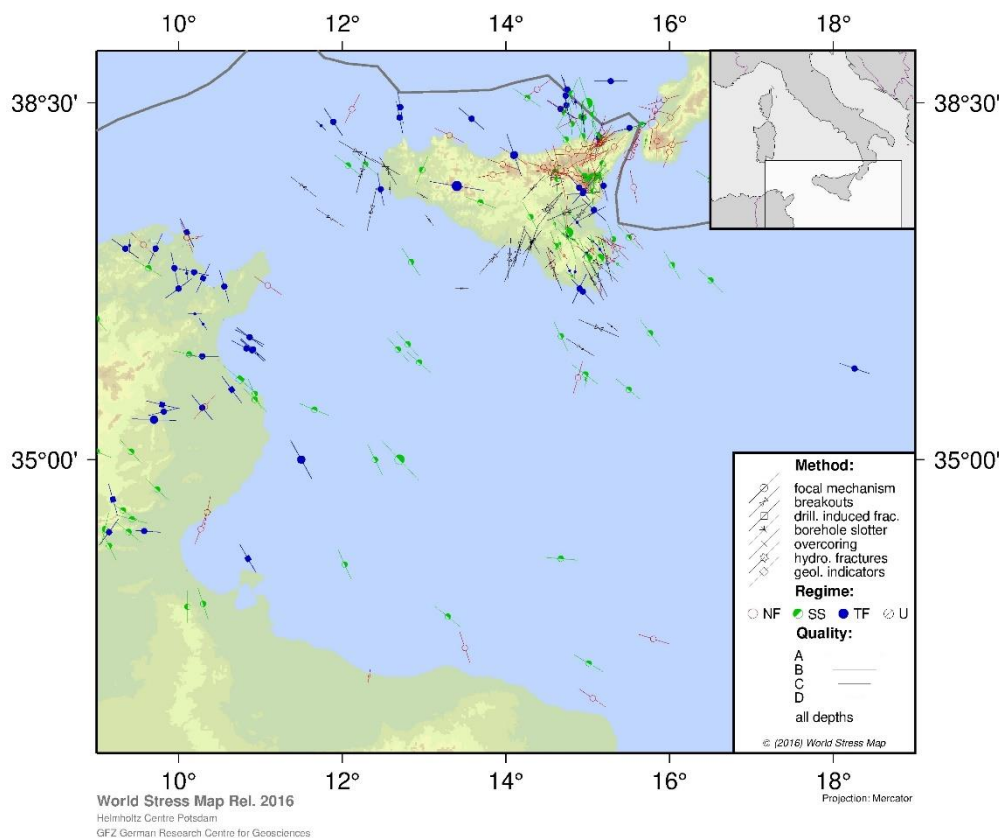 10° 12° 14° 16° 18°
38°30' 38°30'
35°00' 35°00'
Method:
focal mechanism
breakouts
drill. induced frac.
borehole slotter
overcoring
hydro. fractures
geol. indicators
Regime:
NF SS TF U
Quality:
A
B
C
D
all depths
© (2016) World Stress Map
10° 12° 14° 16° 18°
World Stress Map Rel. 2016
Projection: Mercator
Helmholtz Centre Potsdam
GFZ German Research Centre for Geosciences